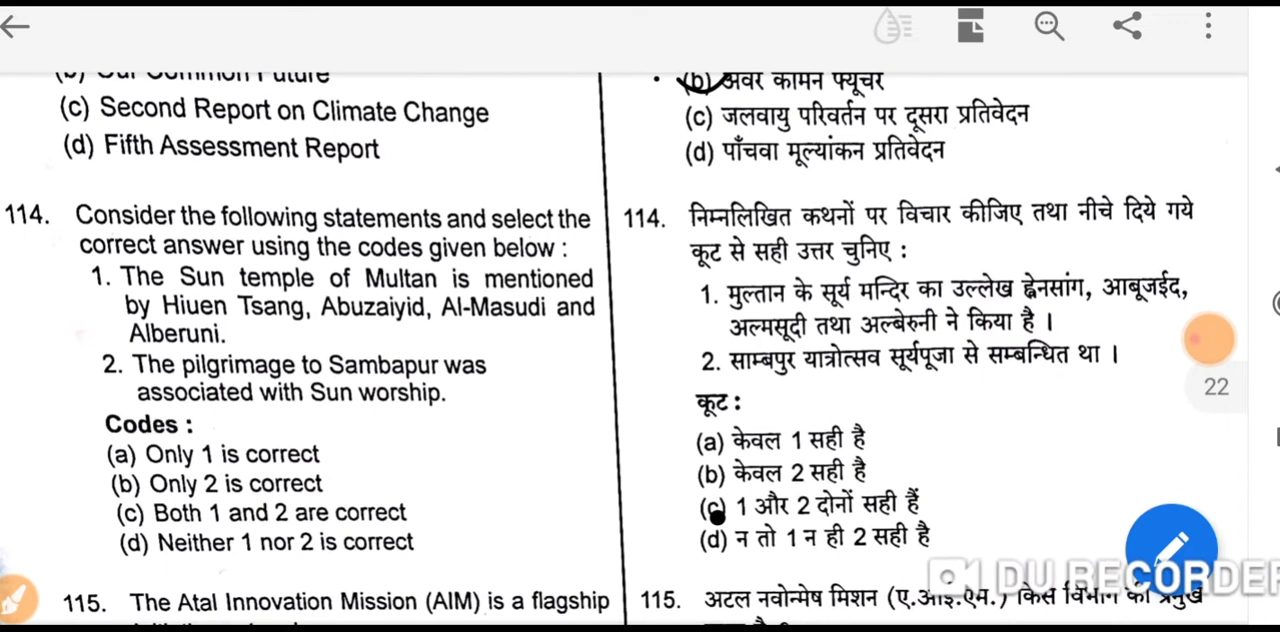 (b) Our Common Future
(c) Second Report on Climate Change
(d) Fifth Assessment Report
114. Consider the following statements and select the
correct answer using the codes given below :
1. The Sun temple of Multan is mentioned
by Hiuen Tsang, Abuzaiyid, Al-Masudi and
Alberuni.
2. The pilgrimage to Sambapur was
associated with Sun worship.
Codes :
(a) Only 1 is correct
(b) Only 2 is correct
(c) Both 1 and 2 are correct
(d) Neither 1 nor 2 is correct
115. The Atal Innovation Mission (AIM) is a flagship
(b) अवर कामन फ्यूचर
(c) जलवायु परिवर्तन पर दूसरा प्रतिवेदन
(d) पाँचवा मूल्यांकन प्रतिवेदन
114. निम्नलिखित कथनों पर विचार कीजिए तथा नीचे दिये गये
कूट से सही उत्तर चुनिए :
1. मुल्तान के सूर्य मन्दिर का उल्लेख ह्वेनसांग, आबूजईद,
अल्मसूदी तथा अल्बेरुनी ने किया है ।
2. साम्बपुर यात्रोत्सव सूर्यपूजा से सम्बन्धित था ।
कूट :
(a) केवल 1 सही है
(b) केवल 2 सही है
(c) 1 और 2 दोनों सही हैं
(d) न तो 1 न ही 2 सही है
115. अटल नवोन्मेष मिशन (ए.आई.ऐम.) किस विभाग की प्रमुख
22
DU RECORDER